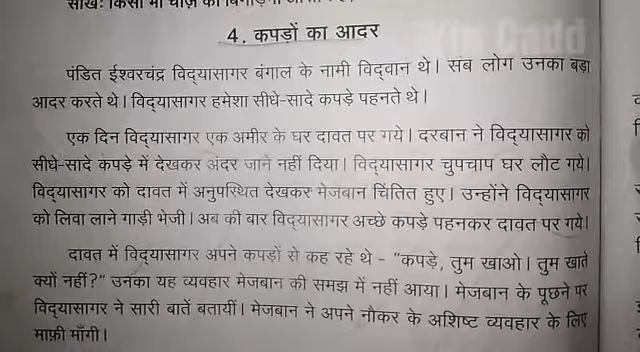 सीख: किसी भी चीज़ को बिगाड़ना आसान है
4. कपड़ों का आदर
पंडित ईश्वरचंद्र विद्यासागर बंगाल के नामी विद्वान थे। सब लोग उनका बड़ा
आदर करते थे। विद्यासागर हमेशा सीधे-सादे कपड़े पहनते थे।
एक दिन विद्यासागर एक अमीर के घर दावत पर गये। दरबान ने विद्यासागर को
सीधे-सादे कपड़े में देखकर अंदर जाने नहीं दिया। विद्यासागर चुपचाप घर लौट गये।
विद्यासागर को दावत में अनुपस्थित देखकर मेजबान चिंतित हुए। उन्होंने विद्यासागर
को लिवा लाने गाड़ी भेजी। अब की बार विद्यासागर अच्छे कपड़े पहनकर दावत पर गये।
दावत में विद्यासागर अपने कपड़ों से कह रहे थे - "कपड़े, तुम खाओ। तुम खाते
क्यों नहीं?" उनका यह व्यवहार मेजबान की समझ में नहीं आया। मेजबान के पूछने पर
विद्यासागर ने सारी बातें बतायीं। मेजबान ने अपने नौकर के अशिष्ट व्यवहार के लिए
माफ़ी माँगी।